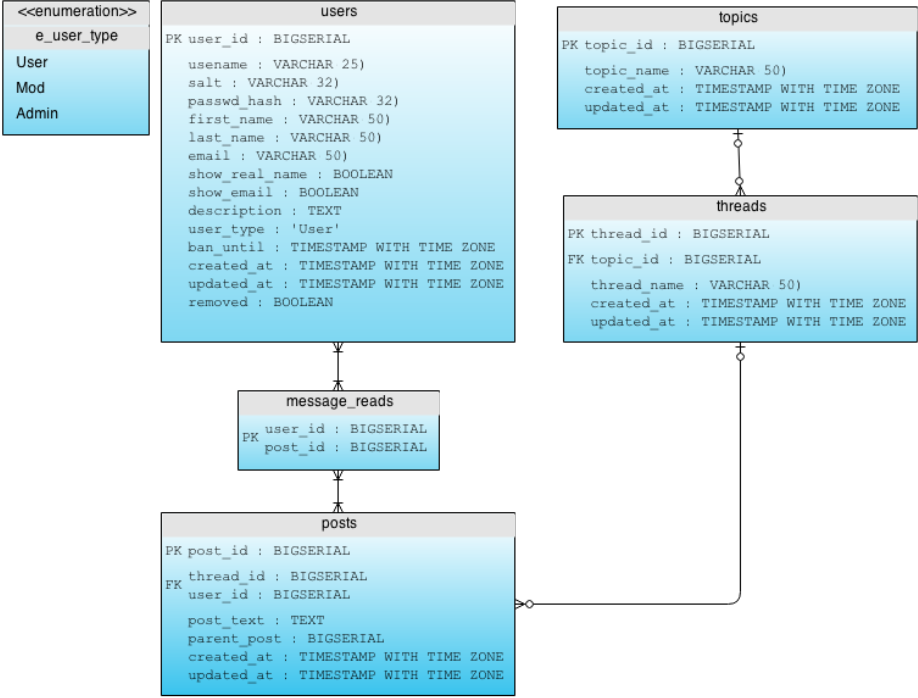 <<enumeration>>
e_user_type
User
Mod
Admin
users
PK user_id : BIGSERIAL
usename : VARCHAR 25)
salt : VARCHAR 32)
passwd_hash : VARCHAR 32)
first_name : VARCHAR 50)
last_name : VARCHAR 50)
email : VARCHAR 50)
show_real_name : BOOLEAN
show_email : BOOLEAN
description : TEXT
user_type : 'User'
ban_until : TIMESTAMP WITH TIME ZONE
created_at : TIMESTAMP WITH TIME ZONE
updated_at : TIMESTAMP WITH TIME ZONE
removed : BOOLEAN
topics
PK topic_id : BIGSERIAL
topic_name : VARCHAR 50)
created_at : TIMESTAMP WITH TIME ZONE
updated_at : TIMESTAMP WITH TIME ZONE
threads
PK thread_id : BIGSERIAL
FK topic_id : BIGSERIAL
thread_name : VARCHAR 50)
created_at : TIMESTAMP WITH TIME ZONE
updated_at : TIMESTAMP WITH TIME ZONE
message_reads
PK
user_id : BIGSERIAL
post_id : BIGSERIAL
posts
PK post_id : BIGSERIAL
FK
thread_id : BIGSERIAL
user_id : BIGSERIAL
post_text : TEXT
parent_post : BIGSERIAL
created_at : TIMESTAMP WITH TIME ZONE
updated_at : TIMESTAMP WITH TIME ZONE